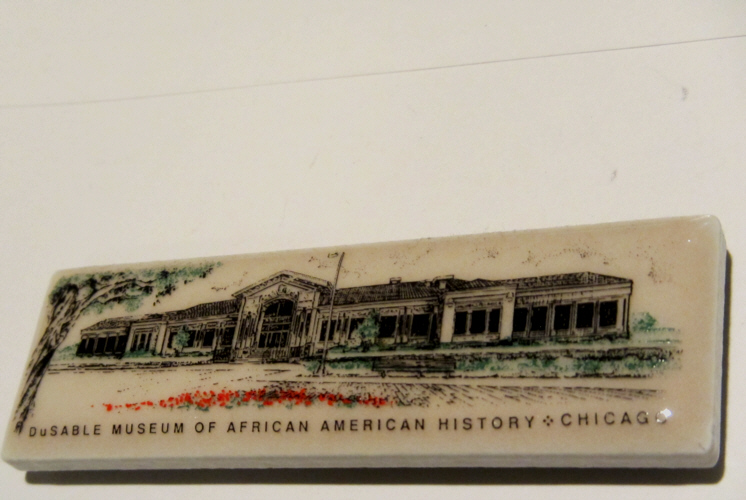 DuSABLE MUSEUM OF AFRICAN AMERICAN HISTORY ⁘ CHICAGO